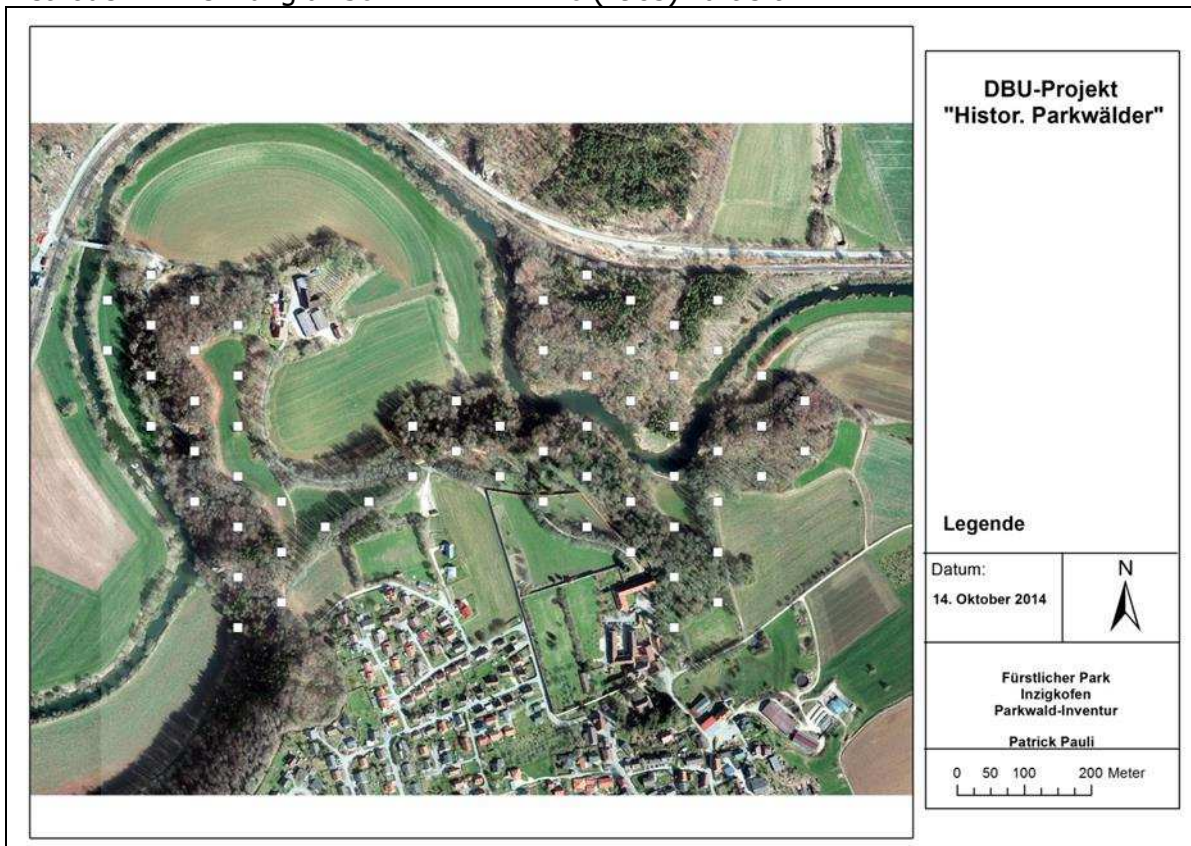 DBU-Projekt
"Histor. Parkwälder"
Legende
Datum:
14. Oktober 2014
N
Fürstlicher Park
Inzigkofen
Parkwald-Inventur
Patrick Pauli
0 50 100 200 Meter